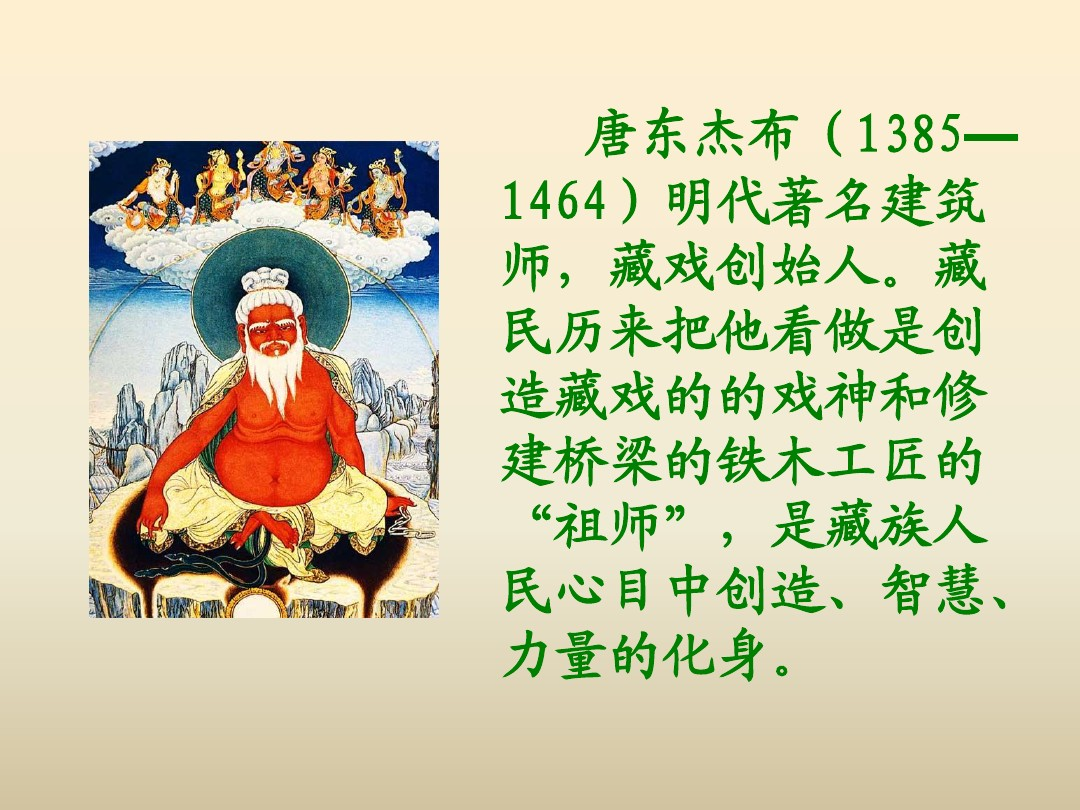 唐东杰布（1385—
1464）明代著名建筑
师，藏戏创始人。藏
民历来把他看做是创
造藏戏的的戏神和修
建桥梁的铁木工匠的
“祖师”，是藏族人
民心目中创造、智慧、
力量的化身。